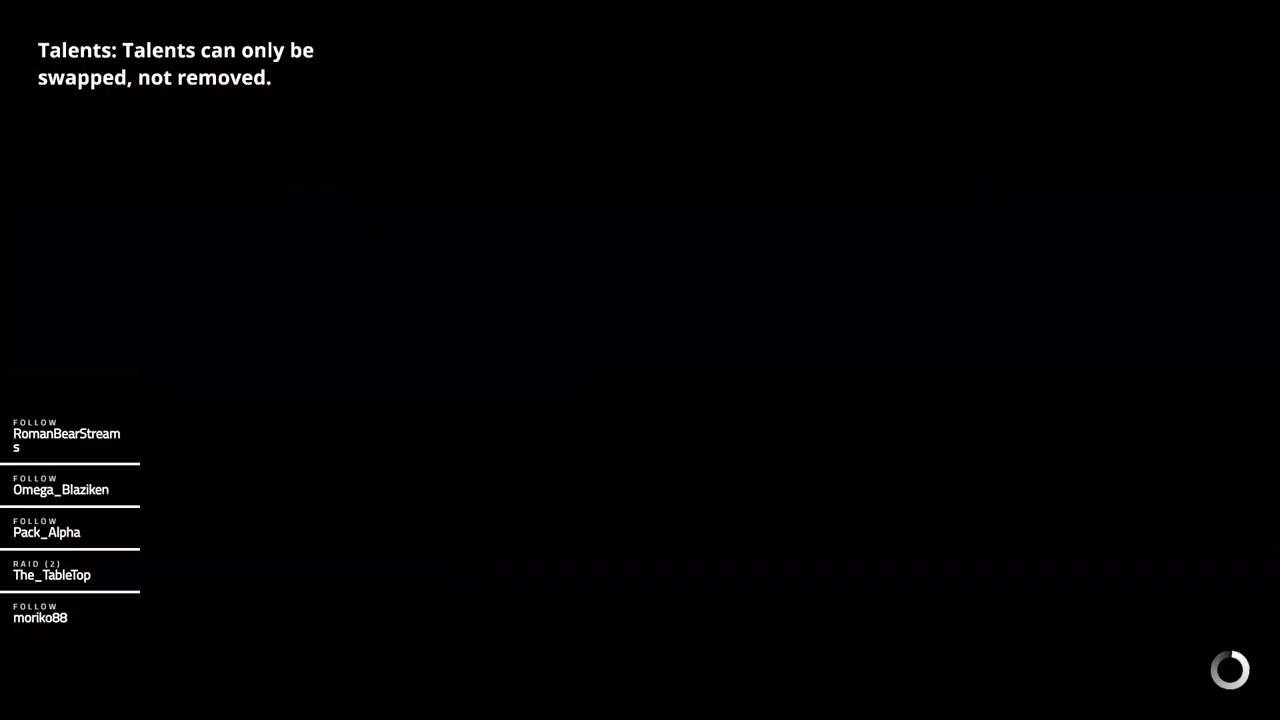 Talents: Talents can only be
swapped, not removed.
FOLLOW
RomanBearStream
s
FOLLOW
Omega_Blaziken
FOLLOW
Pack_Alpha
RAID (2)
The_TableTop
FOLLOW
moriko88